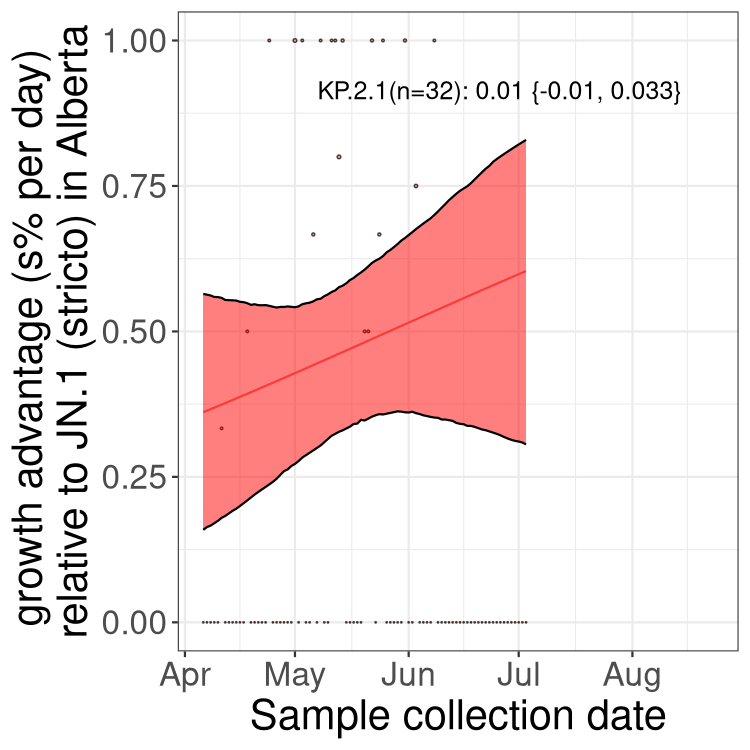 growth advantage (s% per day)
relative to JN.1 (stricto) in Alberta
1.00
0.75
0.50
0.25
0.00
KP.2.1(n=32): 0.01 {-0.01, 0.033}
Apr May Jun Jul Aug
Sample collection date